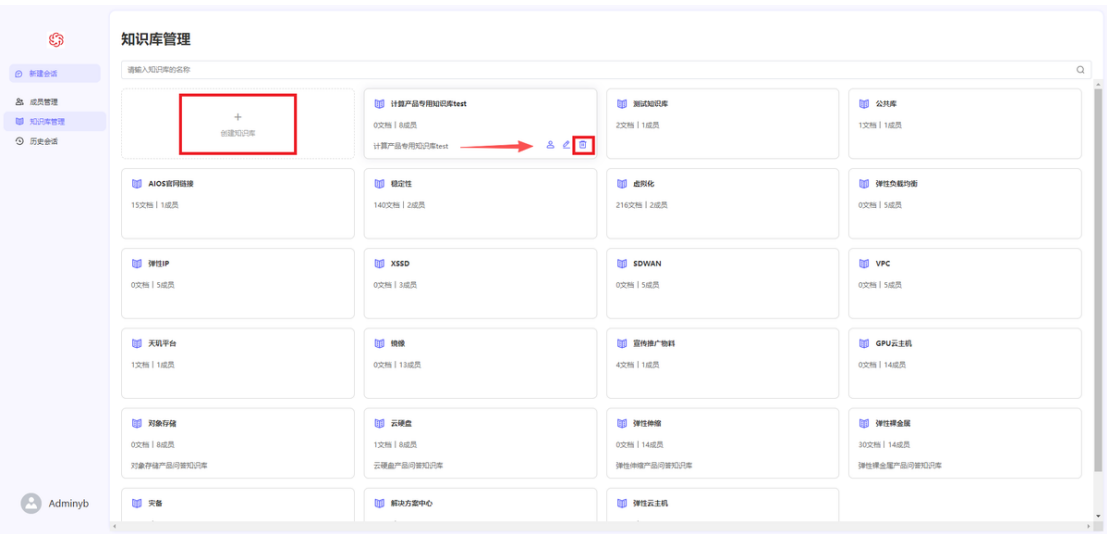 知识库管理
新建会话
成员管理
知识库管理
历史会话
Adminyb
请输入知识库的名称
+
创建知识库
计算产品专用知识库test
0文档 | 8成员
计算产品专用知识库test
测试知识库
2文档 | 1成员
公共库
1文档 | 1成员
AIOS官网链接
15文档 | 1成员
稳定性
140文档 | 2成员
虚拟化
216文档 | 2成员
弹性负载均衡
0文档 | 5成员
弹性IP
0文档 | 5成员
XSSD
0文档 | 3成员
SDWAN
0文档 | 5成员
VPC
0文档 | 5成员
天玑平台
1文档 | 1成员
镜像
0文档 | 13成员
宣传推广物料
4文档 | 1成员
GPU云主机
0文档 | 14成员
对象存储
0文档 | 8成员
对象存储产品问答知识库
云硬盘
1文档 | 8成员
云硬盘产品问答知识库
弹性伸缩
0文档 | 14成员
弹性伸缩产品问答知识库
弹性裸金属
30文档 | 14成员
弹性裸金属产品问答知识库
灾备
解决方案中心
弹性云主机